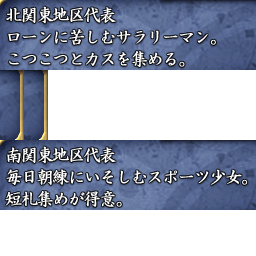 北関東地区代表
ローンに苦しむサラリーマン。
こつこつとカスを集める。
南関東地区代表
毎日朝練にいそしむスポーツ少女。
短札集めが得意。